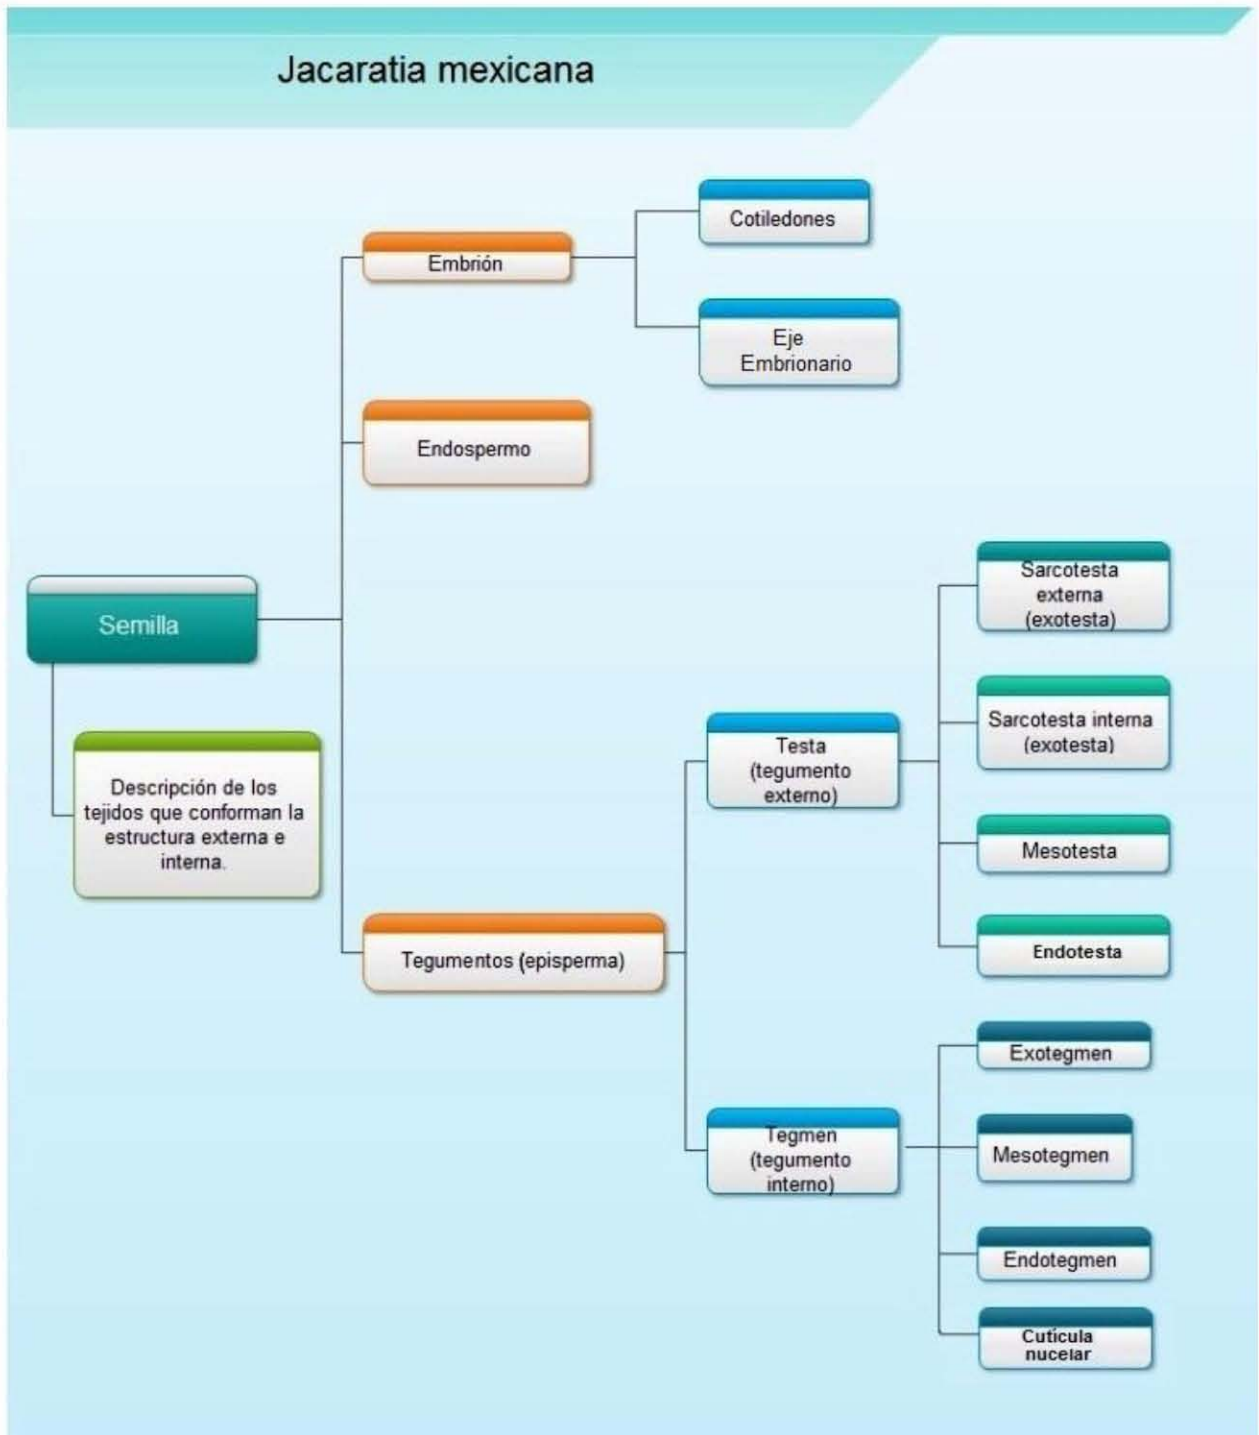 Jacaratia mexicana
Cotiledones
Embrión
Eje
Embrionario
Endospermo
Semilla
Descripción de los
tejidos que conforman la
estructura externa e
interna.
Tegumentos (episperma)
Testa
(tegumento
externo)
Sarcotesta
externa
(exotesta)
Sarcotesta interna
(exotesta)
Mesotesta
Endotesta
Tegmen
(tegumento
interno)
Exotegmen
Mesotegmen
Endotegmen
Cutícula
nucelar